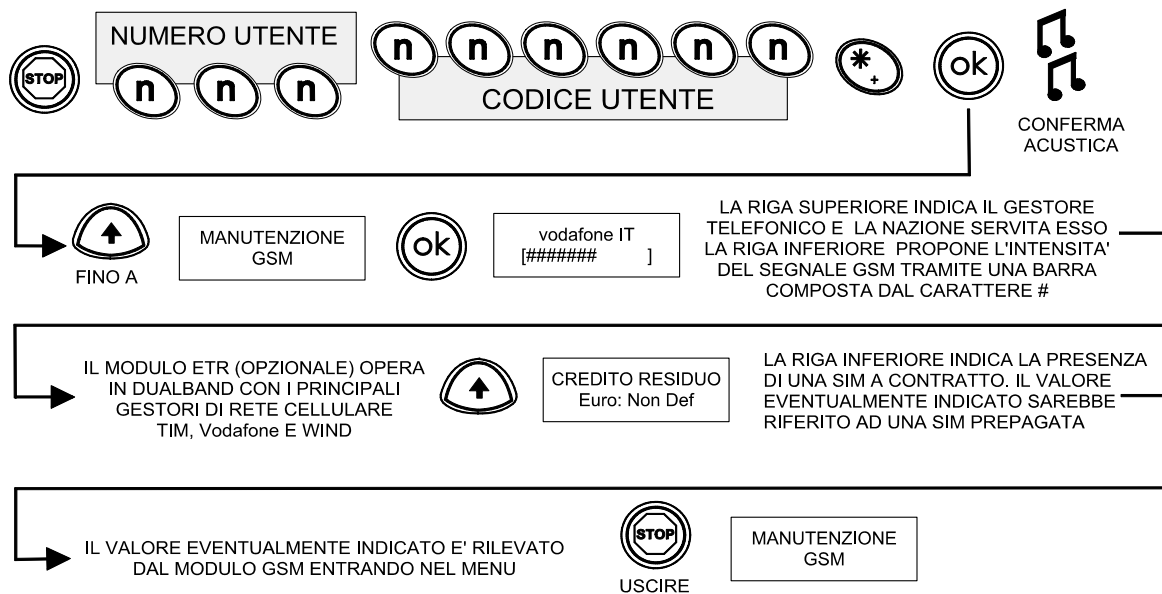 STOP
NUMERO UTENTE
n n n
n n n n n n
CODICE UTENTE
* +
ok
CONFERMA
ACUSTICA
FINO A
MANUTENZIONE
GSM
ok
vodafone IT
[####### ]
LA RIGA SUPERIORE INDICA IL GESTORE
TELEFONICO E LA NAZIONE SERVITA ESSO
LA RIGA INFERIORE PROPONE L'INTENSITA'
DEL SEGNALE GSM TRAMITE UNA BARRA
COMPOSTA DAL CARATTERE #
IL MODULO ETR (OPZIONALE) OPERA
IN DUALBAND CON I PRINCIPALI
GESTORI DI RETE CELLULARE
TIM, Vodafone E WIND
CREDITO RESIDUO
Euro: Non Def
LA RIGA INFERIORE INDICA LA PRESENZA
DI UNA SIM A CONTRATTO. IL VALORE
EVENTUALMENTE INDICATO SAREBBE
RIFERITO AD UNA SIM PREPAGATA
IL VALORE EVENTUALMENTE INDICATO E' RILEVATO
DAL MODULO GSM ENTRANDO NEL MENU
STOP
USCIRE
MANUTENZIONE
GSM